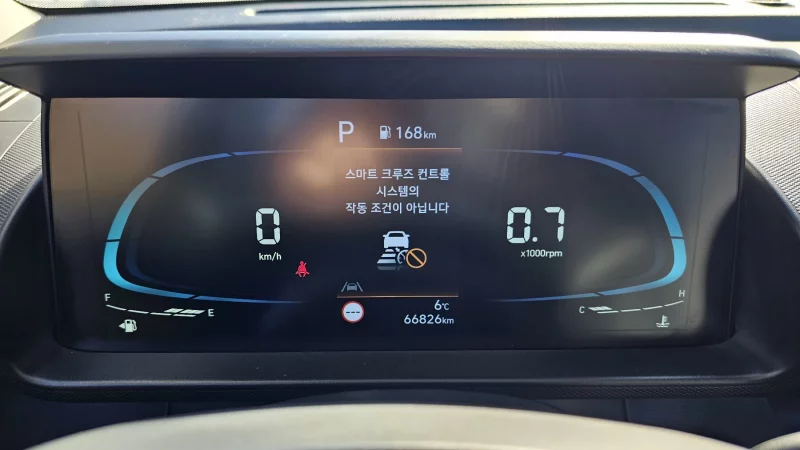 P 168km
스마트 크루즈 컨트롤
시스템의
작동 조건이 아닙니다
0
km/h
0.7
x1000rpm
F
E
C
H
---
6℃
66826km